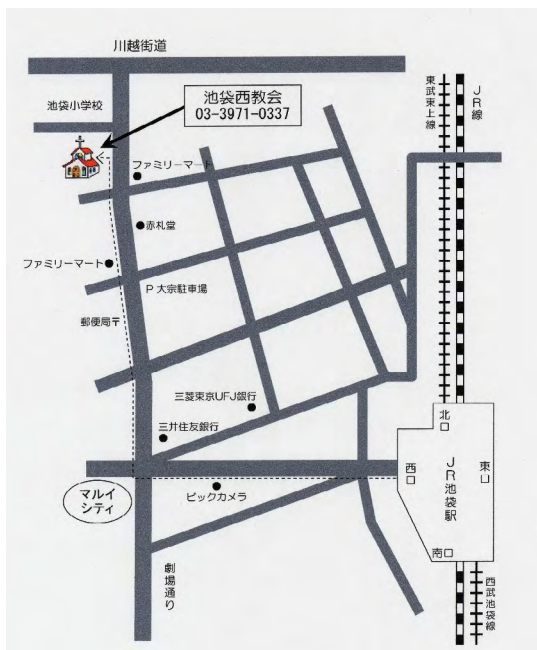 川越街道
池袋小学校
池袋西教会
03-3971-0337
東武東上線
JR線
ファミリーマート
赤札堂
ファミリーマート
P 大宗駐車場
郵便局〒
三菱東京UFJ銀行
三井住友銀行
北口
西口
JR池袋駅
東口
マルイ
シティ
ビックカメラ
南口
劇場通り
西武池袋線